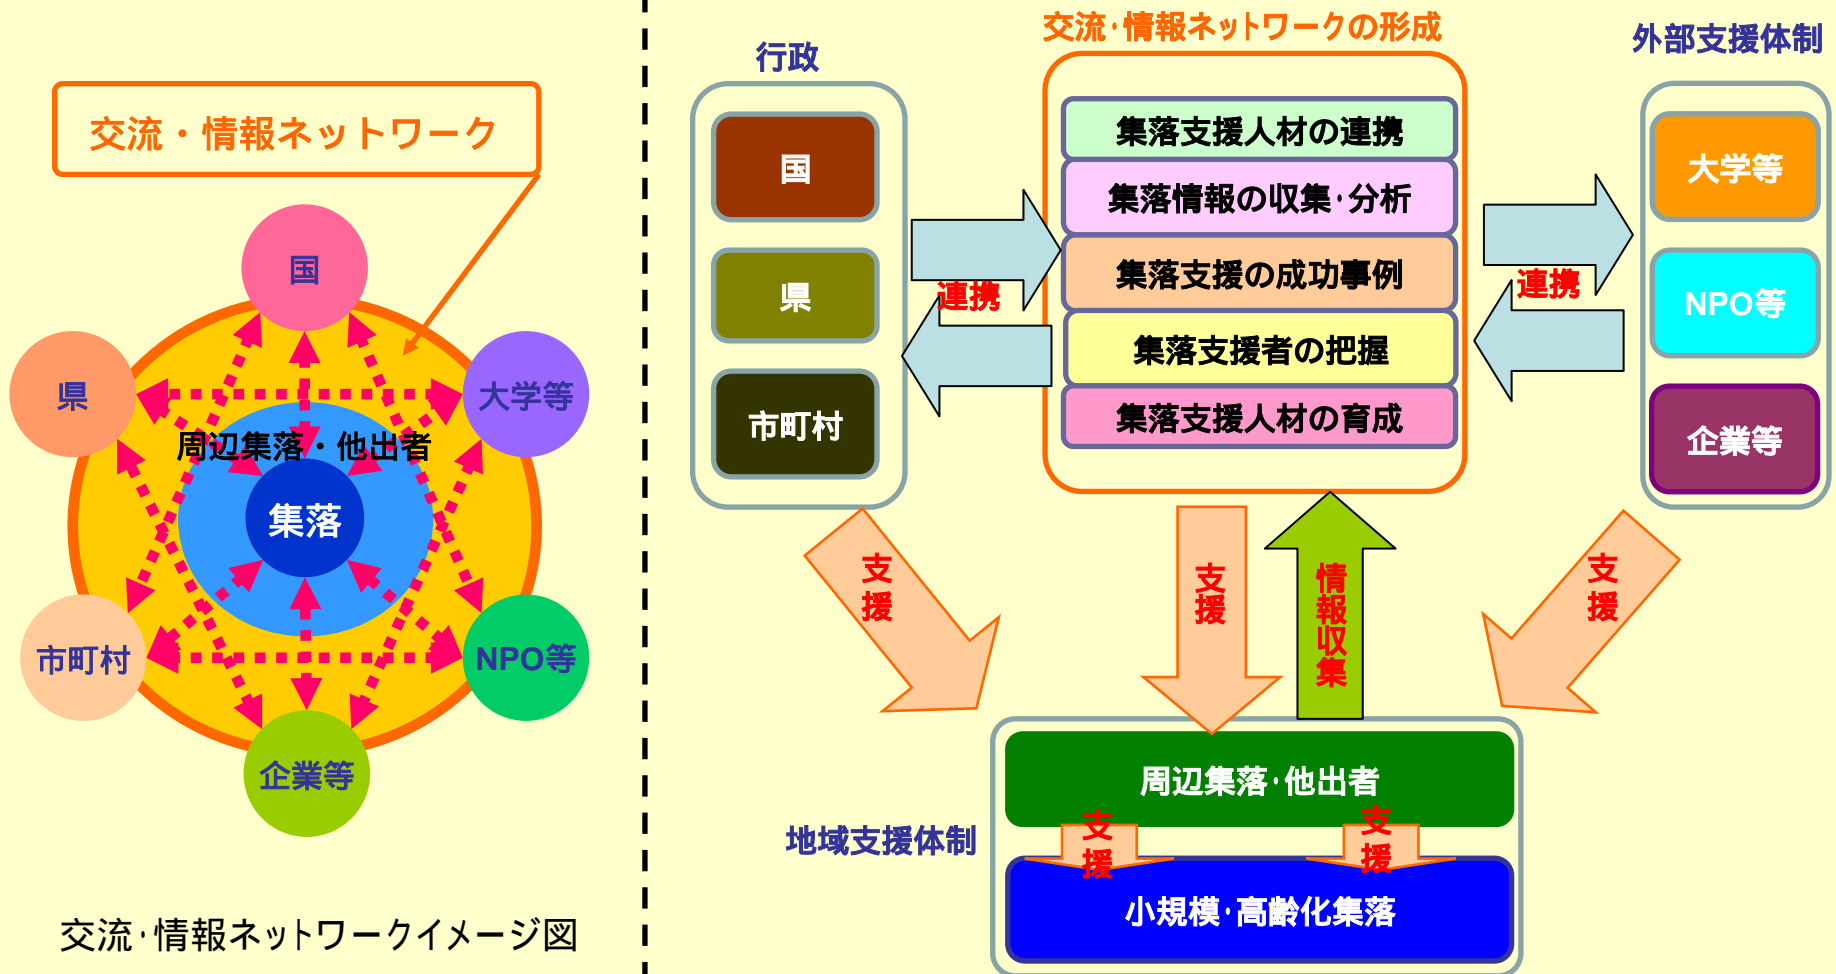 交流・情報ネットワーク
国
県
大学等
周辺集落・他出者
集落
市町村
NPO等
企業等
交流·情報ネットワークイメージ図
行政
国
県
市町村
連携
交流·情報ネットワークの形成
集落支援人材の連携
集落情報の収集·分析
集落支援の成功事例
集落支援者の把握
集落支援人材の育成
連携
外部支援体制
大学等
NPO等
企業等
支援
支援
情報収集
支援
地域支援体制
周辺集落·他出者
支援
支援
小規模·高齢化集落